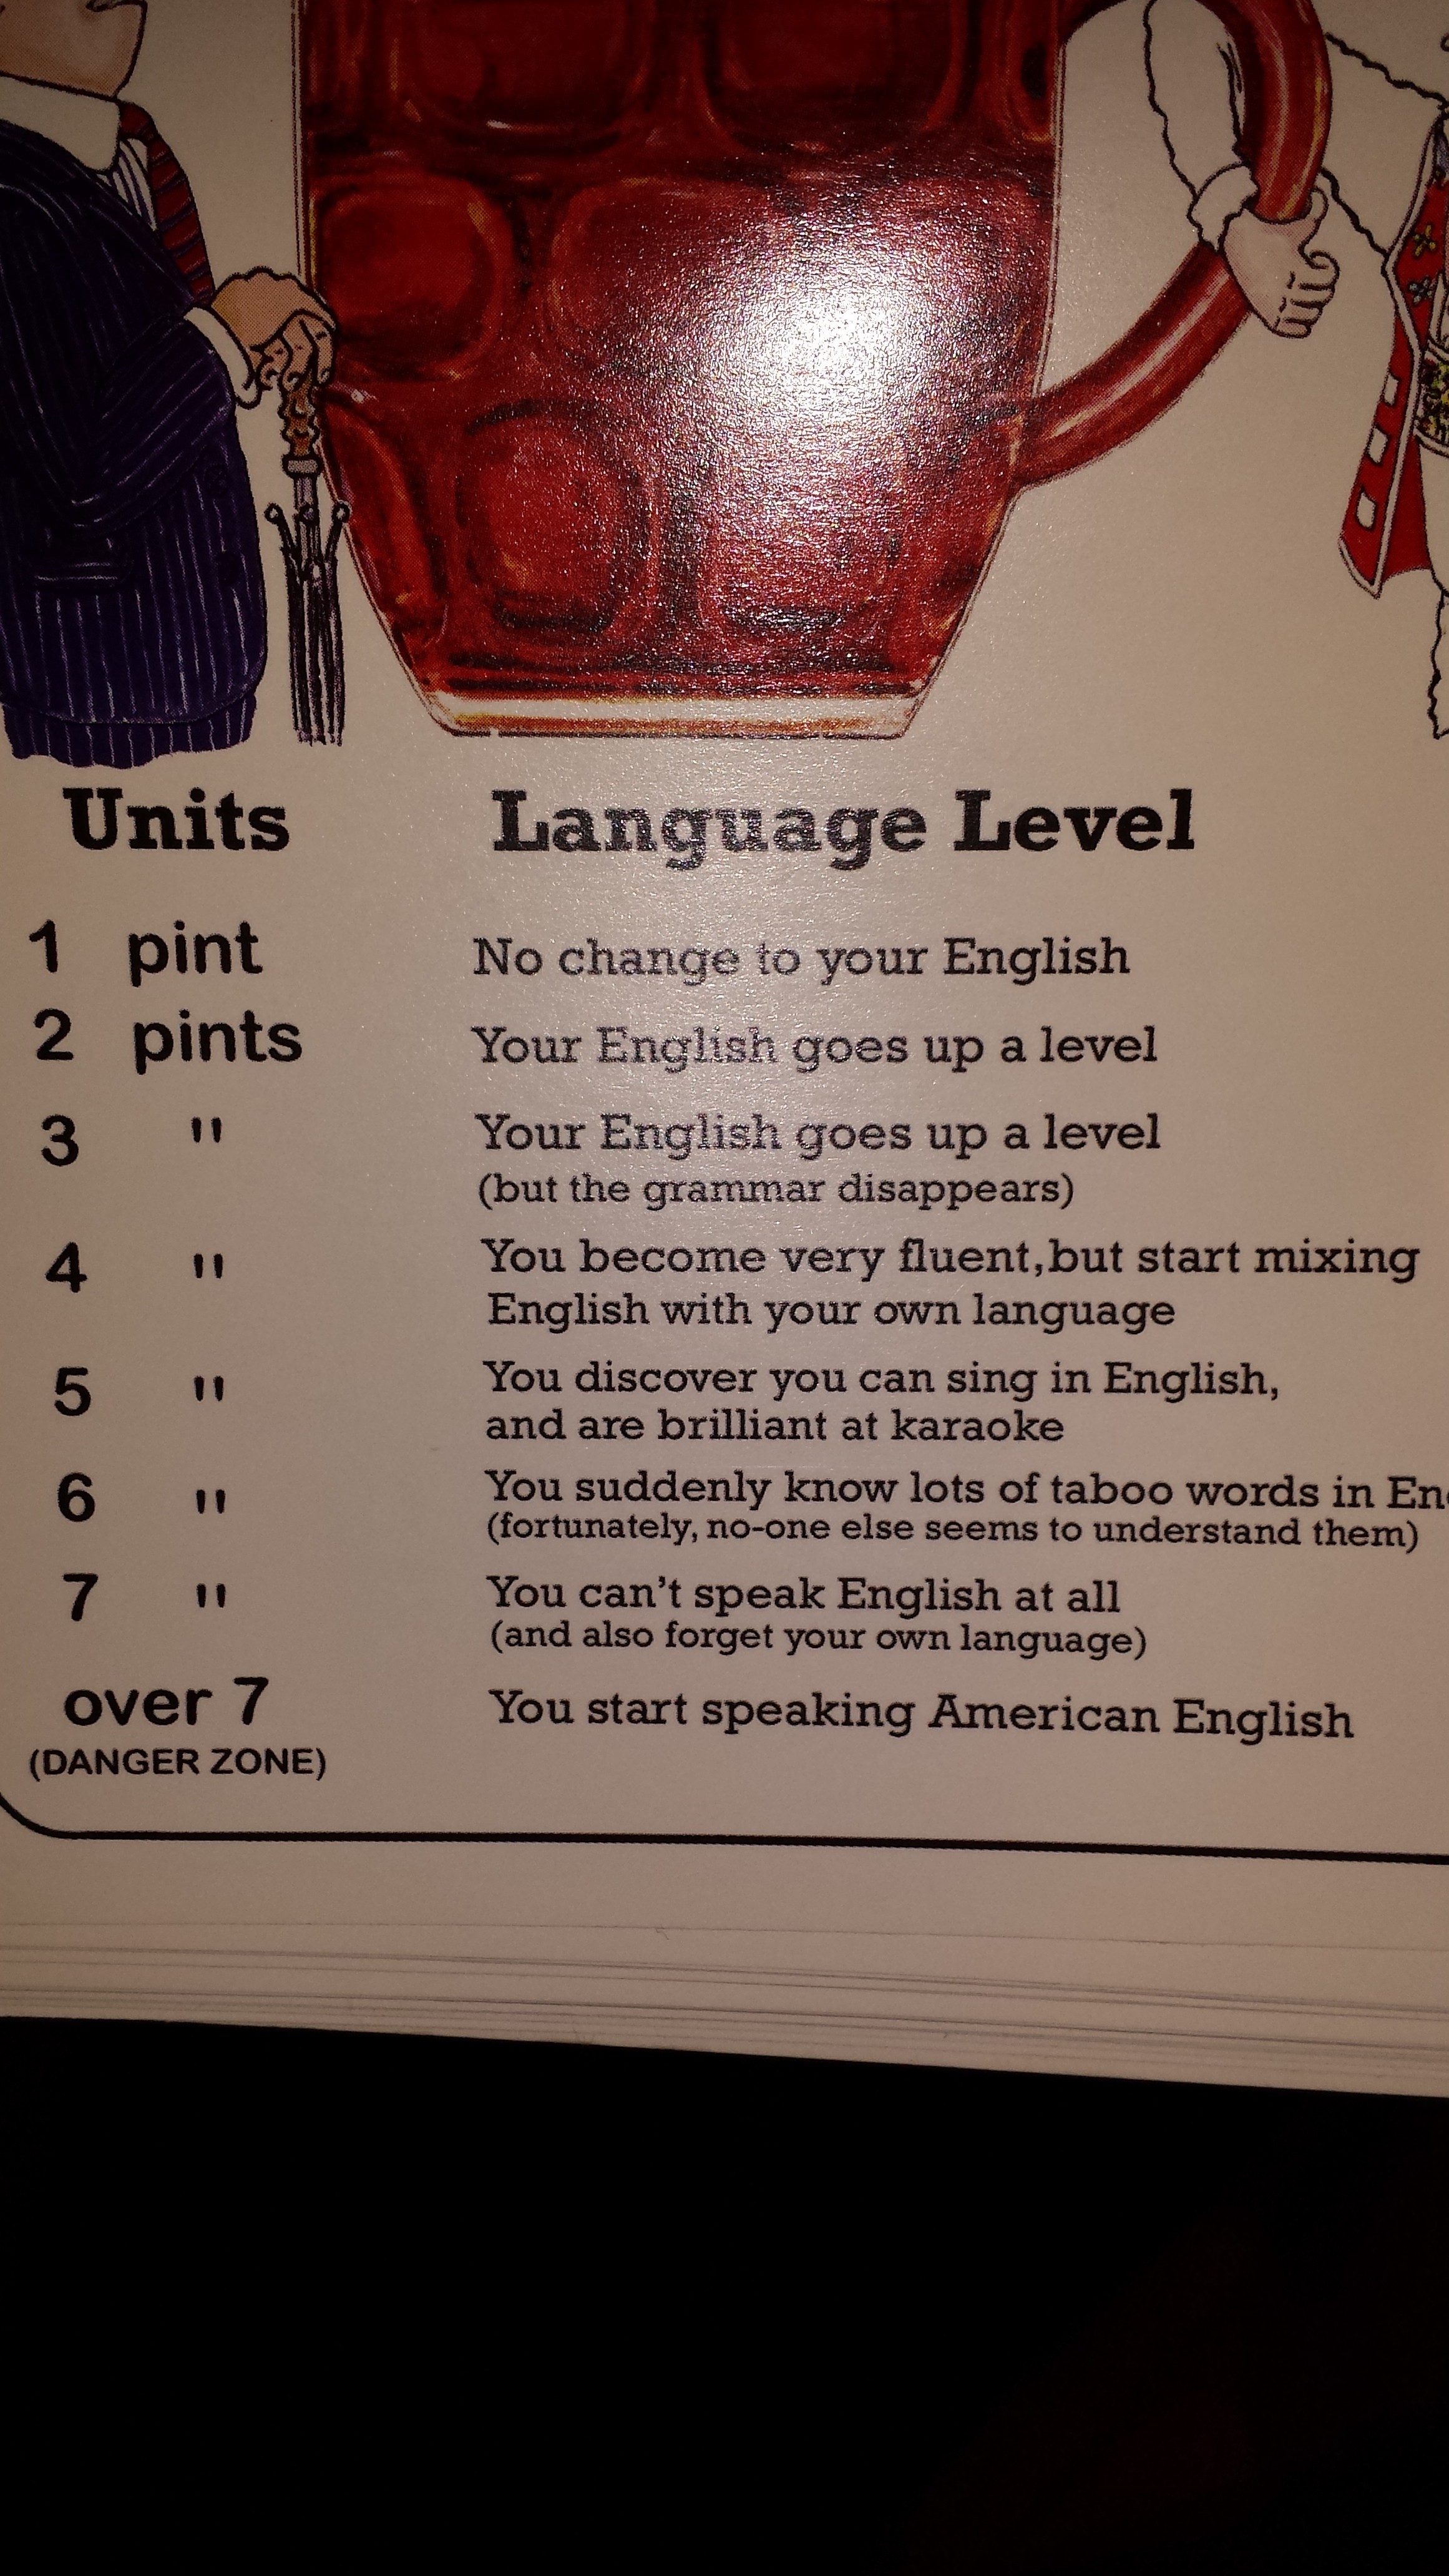 Units Language Level
1 pint No change to your English
2 pints Your English goes up a level
3 " Your English goes up a level
(but the grammar disappears)
4 " You become very fluent,but start mixing
English with your own language
5 " You discover you can sing in English,
and are brilliant at karaoke
6 " You suddenly know lots of taboo words in
(fortunately, no-one else seems to understand them)
7 " You can't speak English at all
(and also forget your own language)
over 7 You start speaking American English
(DANGER ZONE)